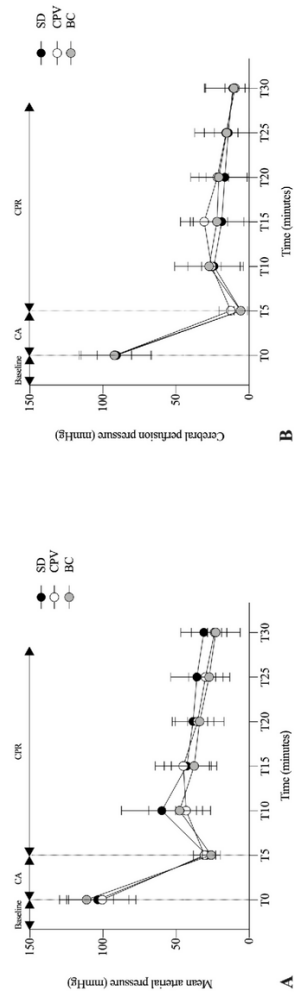 A
Mean arterial pressure (mmHg)
150
100
50
0
Baseline
CA
CPR
SD
CPV
BC
T0
T5
T10
T15
T20
T25
T30
Time (minutes)
B
Cerebral perfusion pressure (mmHg)
150
100
50
0
Baseline
CA
CPR
SD
CPV
BC
T0
T5
T10
T15
T20
T25
T30
Time (minutes)